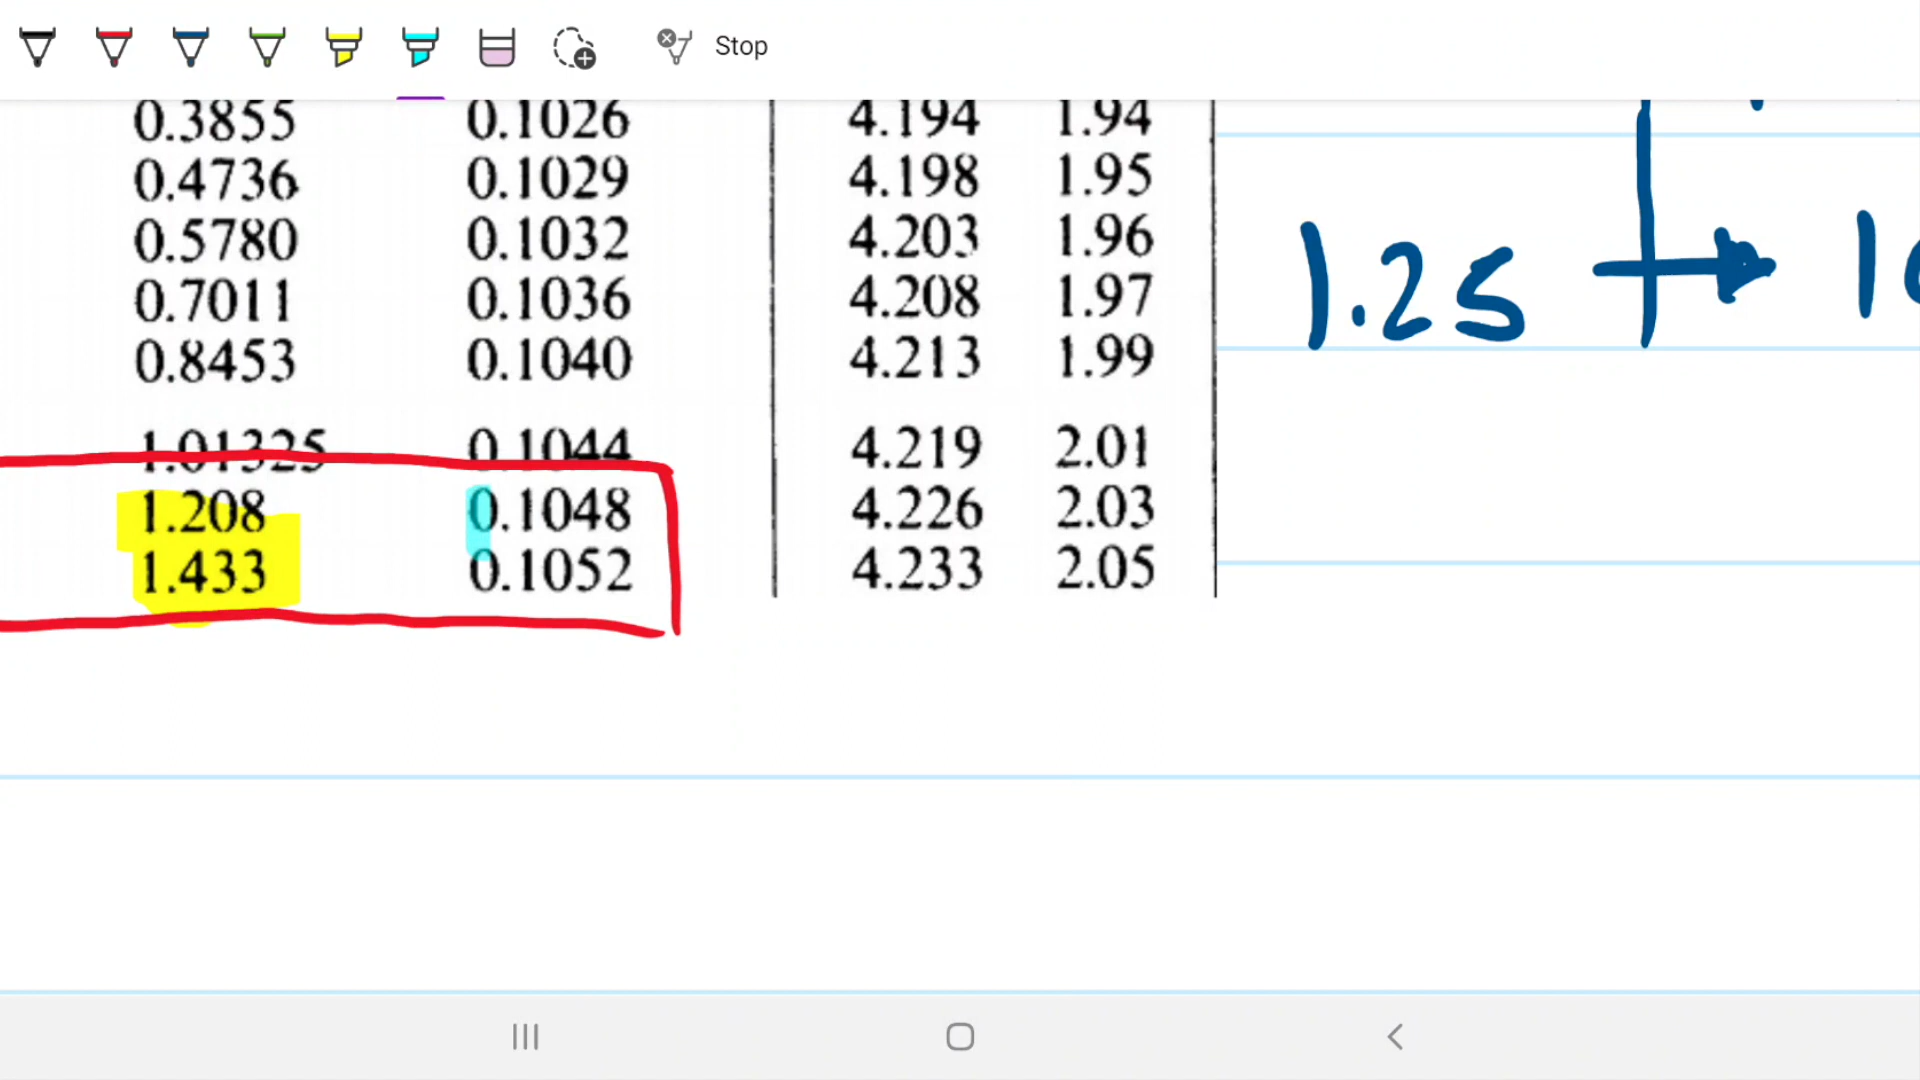 Stop
0.3855 0.1026 4.194 1.94
0.4736 0.1029 4.198 1.95
0.5780 0.1032 4.203 1.96
0.7011 0.1036 4.208 1.97
0.8453 0.1040 4.213 1.99
1.01325 0.1044 4.219 2.01
1.208 0.1048 4.226 2.03
1.433 0.1052 4.233 2.05
1.25